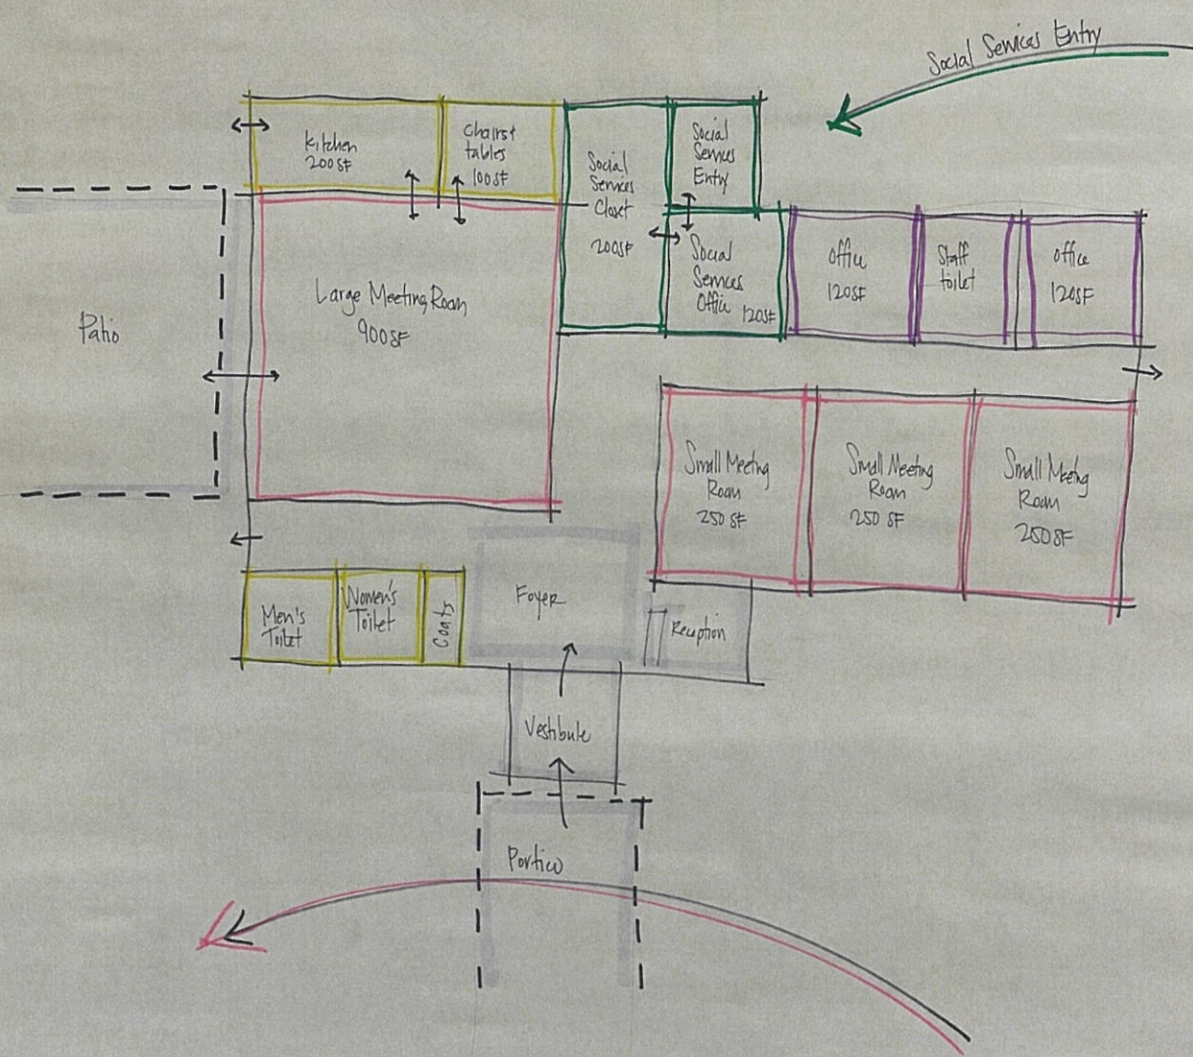 Social Services Entry
Kitchen
200SF
Chairs &
tables
100SF
Social
Services
Closet
200SF
Social
Services
Entry
Social
Services
Office 120SF
Office
120SF
Staff
toilet
Office
120SF
Patio
Large Meeting Room
900SF
Small Meeting
Room
250 SF
Small Meeting
Room
250 SF
Small Meeting
Room
250SF
Men's
Toilet
Women's
Toilet
Coats
Foyer
Reception
Vestibule
Portico